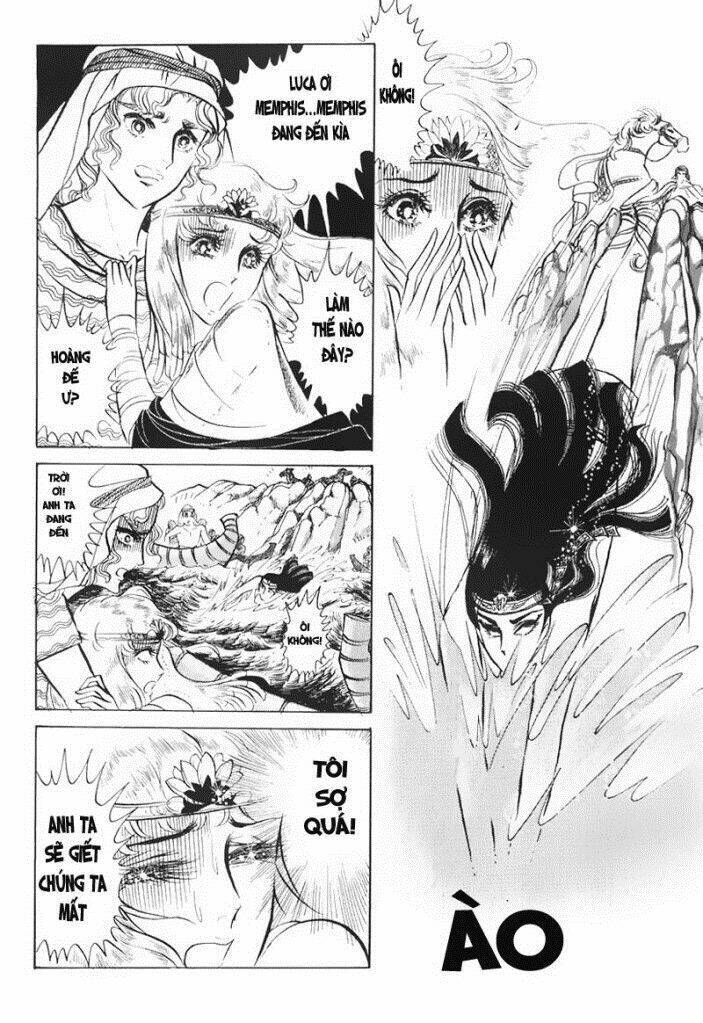 ÔI
KHÔNG!
ÀO
LUCA ƠI
MEMPHIS...MEMPHIS
ĐANG ĐẾN KÌA
LÀM
THẾ NÀO
ĐÂY?
HOÀNG
ĐẾ
Ư?
TRỜI
ƠI!
ANH TA
ĐANG
ĐẾN
ÔI
KHÔNG!
TÔI
SỢ
QUÁ!
ANH TA
SẼ GIẾT
CHÚNG TA
MẤT